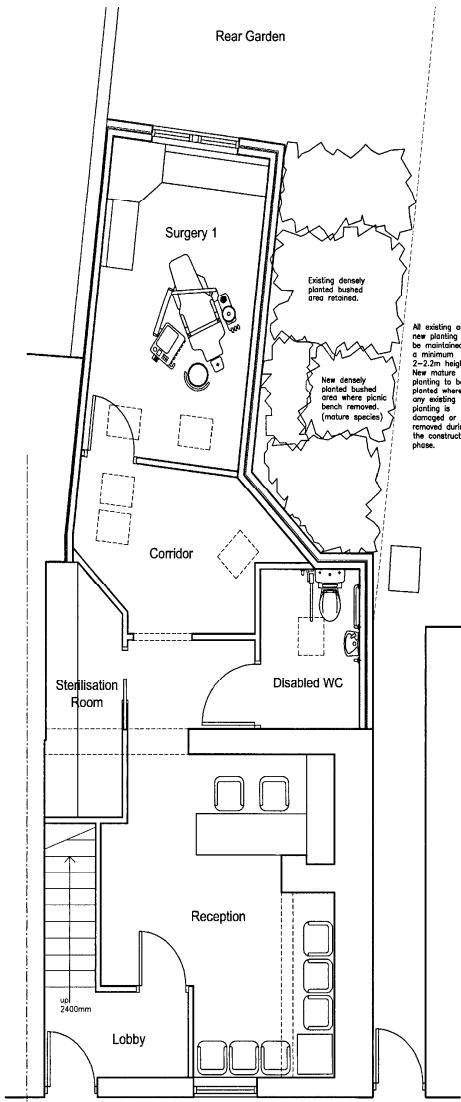 Rear Garden
Surgery 1
Existing densely
planted bushed
area retained.
New densely
planted bushed
area where picnic
bench removed.
(mature species)
All existing a
new planting
be maintained
a minimum
2-2.2m heigh
New mature
planting to be
planted where
any existing
planting is
damaged or
removed duri
the construct
phase.
Corridor
Sterilisation
Room
Disabled WC
Reception
up
2400mm
Lobby